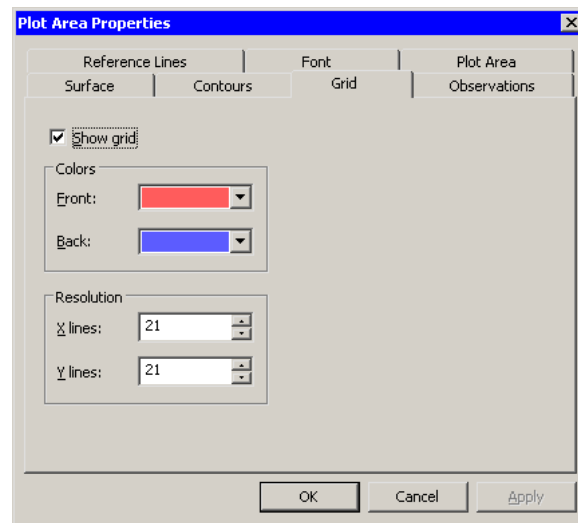 Plot Area Properties
Reference Lines Font Plot Area
Surface Contours Grid Observations
Show grid
Colors
Front:
Back:
Resolution
X lines: 21
Y lines: 21
OK Cancel Apply